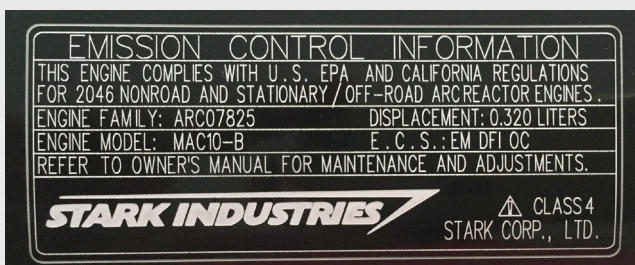 EMISSION CONTROL INFORMATION
THIS ENGINE COMPLIES WITH U.S. EPA AND CALIFORNIA REGULATIONS
FOR 2046 NONROAD AND STATIONARY/OFF-ROAD ARCREACTOR ENGINES.
ENGINE FAMILY: ARC07825 DISPLACEMENT: 0.320 LITERS
ENGINE MODEL: MAC10-B E.C.S.: EM DFI OC
REFER TO OWNER'S MANUAL FOR MAINTENANCE AND ADJUSTMENTS.
STARK INDUSTRIES
CLASS 4
STARK CORP., LTD.